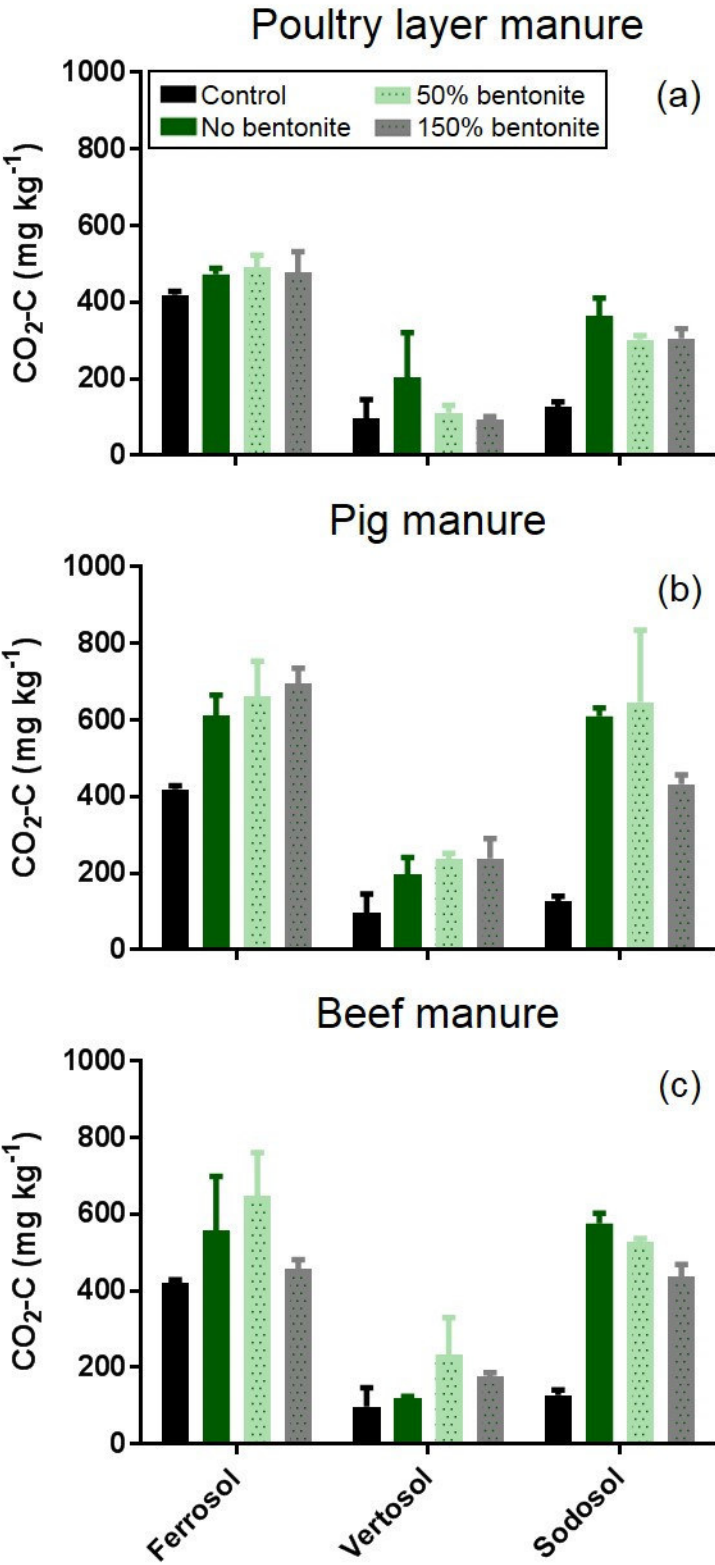 Poultry layer manure
1000
800
600
400
200
0
CO₂-C (mg kg⁻¹)
Control
50% bentonite
No bentonite
150% bentonite
(a)
Pig manure
1000
800
600
400
200
0
CO₂-C (mg kg⁻¹)
(b)
Beef manure
1000
800
600
400
200
0
CO₂-C (mg kg⁻¹)
(c)
Ferrosol
Vertosol
Sodosol